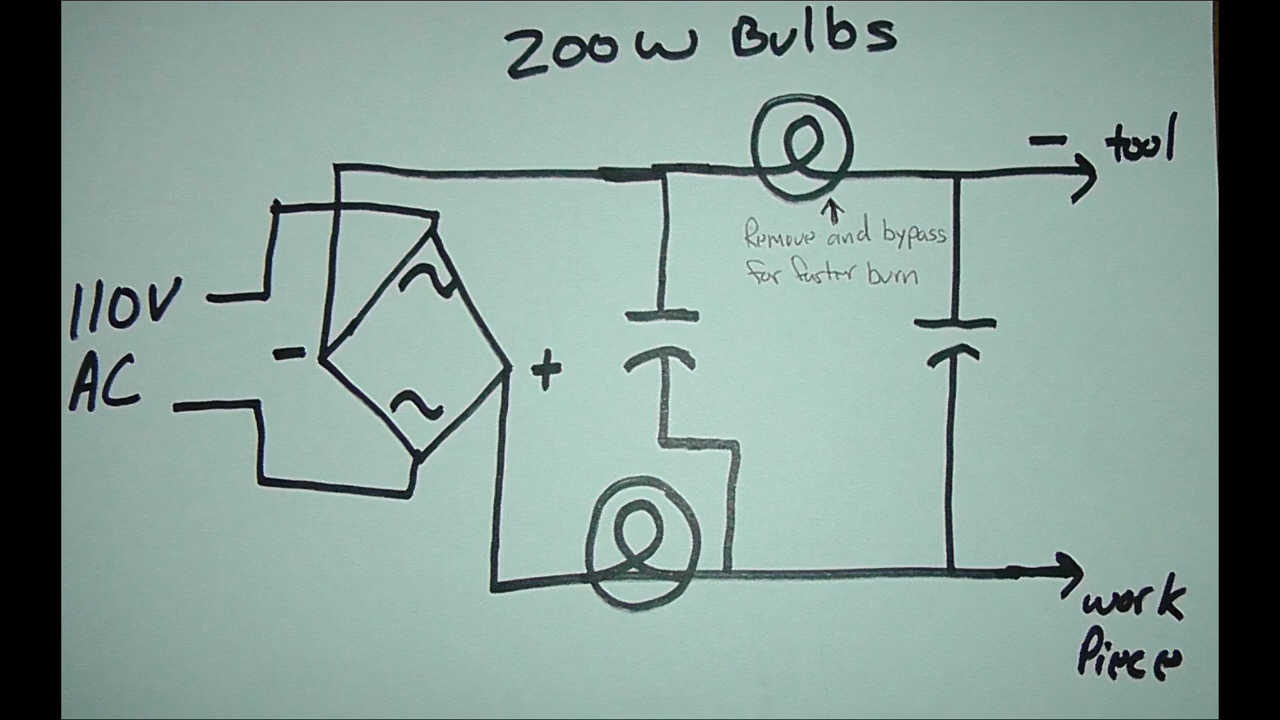 200W Bulbs
- tool
Remove and bypass
for faster burn
110V
AC
-
+
~
~
work
Piece